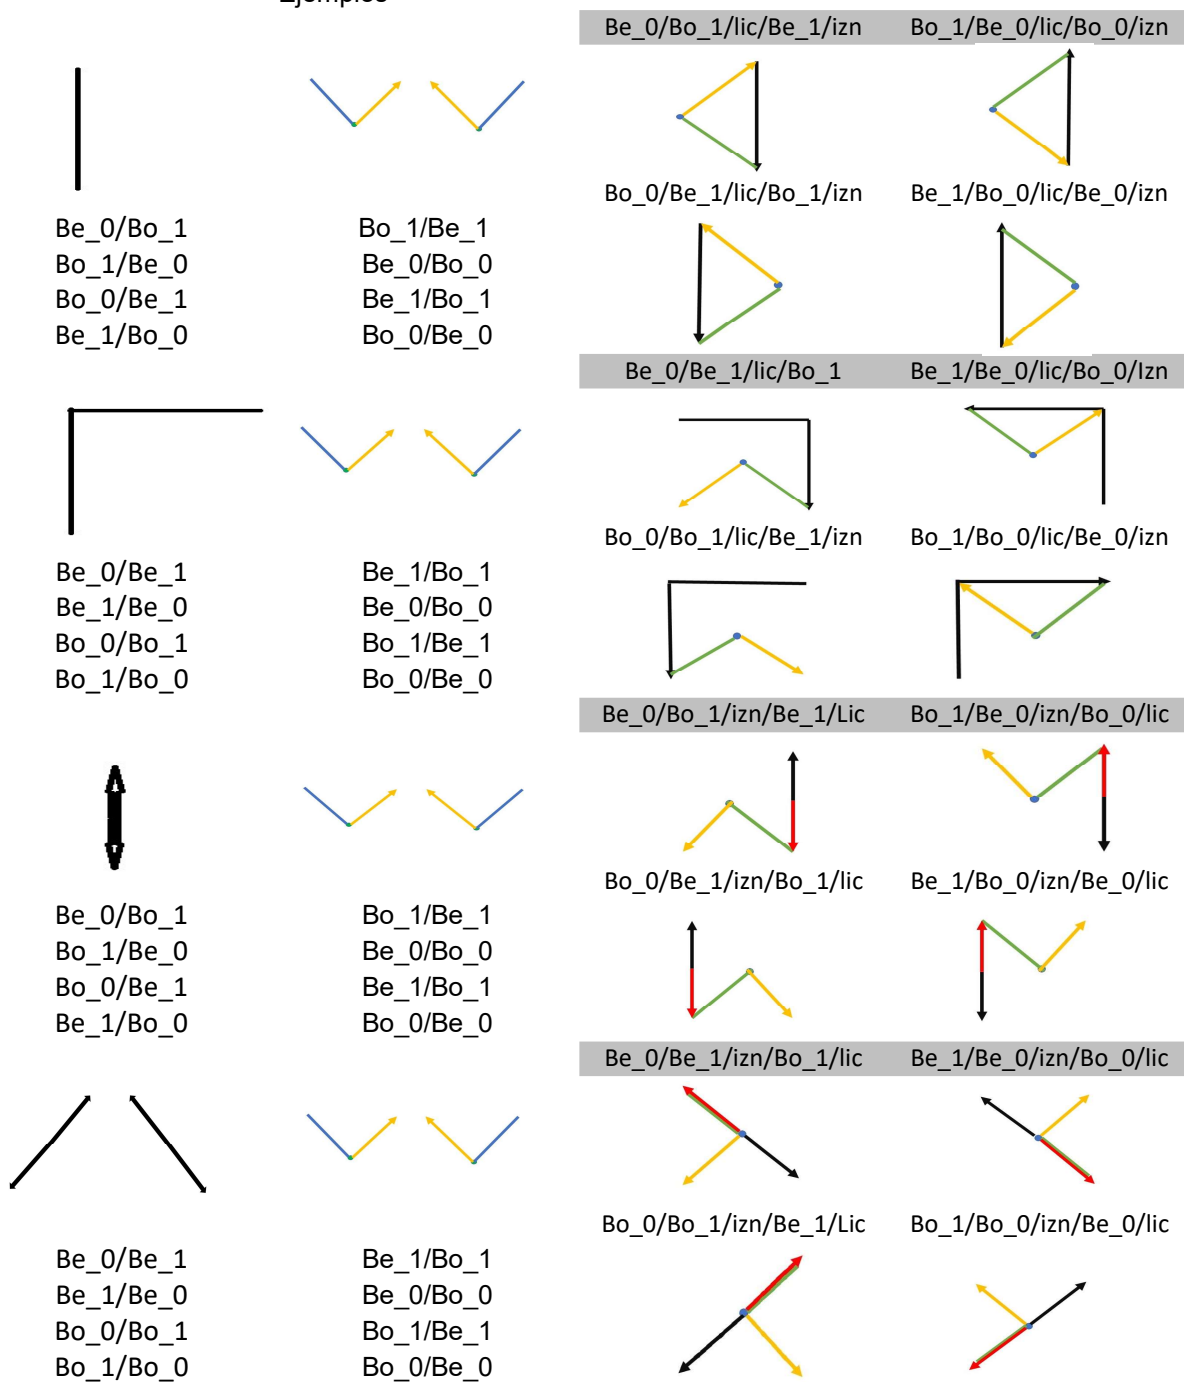 Ejemplos
Be_0/Bo_1/lic/Be_1/izn
Bo_1/Be_0/lic/Bo_0/izn
Bo_0/Be_1/lic/Bo_1/izn
Be_1/Bo_0/lic/Be_0/izn
Be_0/Bo_1
Bo_1/Be_0
Bo_0/Be_1
Be_1/Bo_0
Bo_1/Be_1
Be_0/Bo_0
Be_1/Bo_1
Bo_0/Be_0
Be_0/Be_1/lic/Bo_1
Be_1/Be_0/lic/Bo_0/Izn
Bo_0/Bo_1/lic/Be_1/izn
Bo_1/Bo_0/lic/Be_0/izn
Be_0/Be_1
Be_1/Be_0
Bo_0/Bo_1
Bo_1/Bo_0
Be_1/Bo_1
Be_0/Bo_0
Bo_1/Be_1
Bo_0/Be_0
Be_0/Bo_1/izn/Be_1/Lic
Bo_1/Be_0/izn/Bo_0/lic
Bo_0/Be_1/izn/Bo_1/lic
Be_1/Bo_0/izn/Be_0/lic
Be_0/Bo_1
Bo_1/Be_0
Bo_0/Be_1
Be_1/Bo_0
Bo_1/Be_1
Be_0/Bo_0
Be_1/Bo_1
Bo_0/Be_0
Be_0/Be_1/izn/Bo_1/lic
Be_1/Be_0/izn/Bo_0/lic
Bo_0/Bo_1/izn/Be_1/Lic
Bo_1/Bo_0/izn/Be_0/lic
Be_0/Be_1
Be_1/Be_0
Bo_0/Bo_1
Bo_1/Bo_0
Be_1/Bo_1
Be_0/Bo_0
Bo_1/Be_1
Bo_0/Be_0